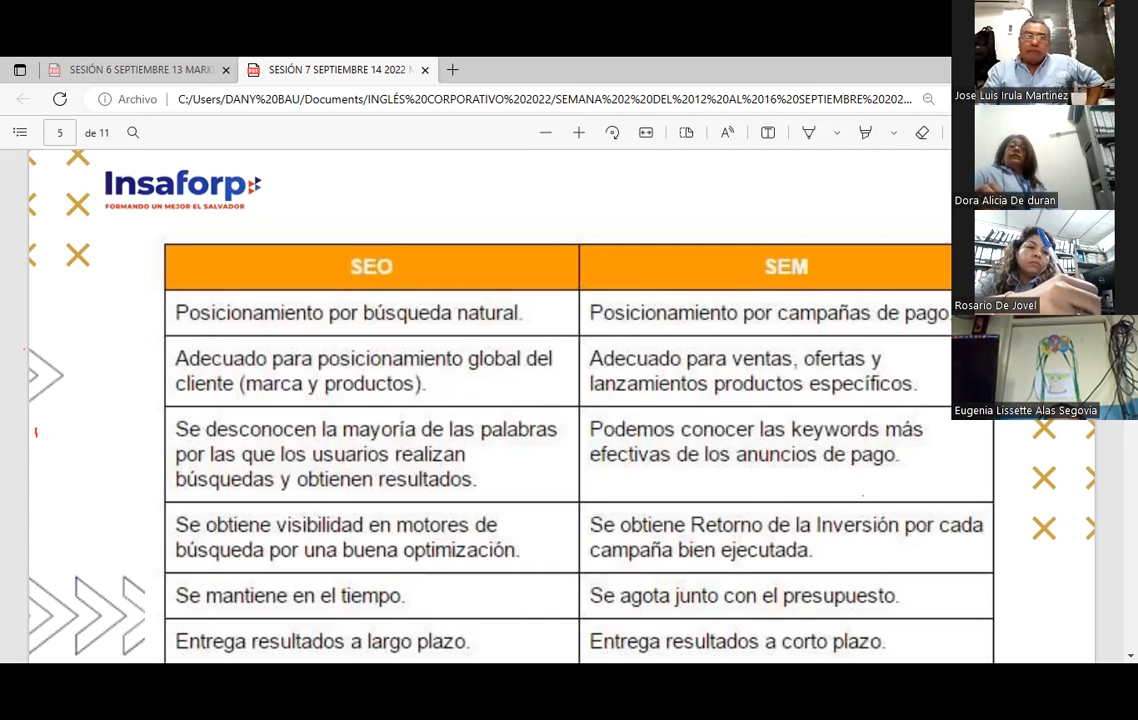 SESIÓN 6 SEPTIEMBRE 13 MARK
SESIÓN 7 SEPTIEMBRE 14 2022 M
Archivo
C:/Users/DANY%20BAU/Documents/INGLÉS%20CORPORATIVO%202022/SEMANA%202%20DEL%2012%20AL%2016%20SEPTIEMBRE%20202...
5 de 11
Insaforp
FORMANDO UN MEJOR EL SALVADOR
SEO SEM
Posicionamiento por búsqueda natural. Posicionamiento por campañas de pago.
Adecuado para posicionamiento global del Adecuado para ventas, ofertas y
cliente (marca y productos). lanzamientos productos específicos.
Se desconocen la mayoría de las palabras Podemos conocer las keywords más
por las que los usuarios realizan efectivas de los anuncios de pago.
búsquedas y obtienen resultados.
Se obtiene visibilidad en motores de Se obtiene Retorno de la Inversión por cada
búsqueda por una buena optimización. campaña bien ejecutada.
Se mantiene en el tiempo. Se agota junto con el presupuesto.
Entrega resultados a largo plazo. Entrega resultados a corto plazo.
Jose Luis Irula Martinez
Dora Alicia De duran
Rosario De Jovel
Eugenia Lissette Alas Segovia